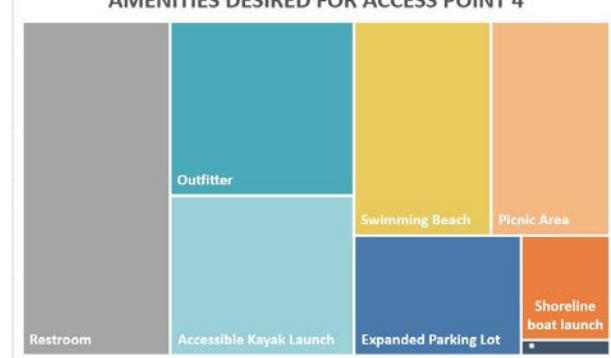 AMENITIES DESIRED FOR ACCESS POINT 4
Outfitter
Swimming Beach
Picnic Area
Restroom
Accessible Kayak Launch
Expanded Parking Lot
Shoreline
boat launch
*